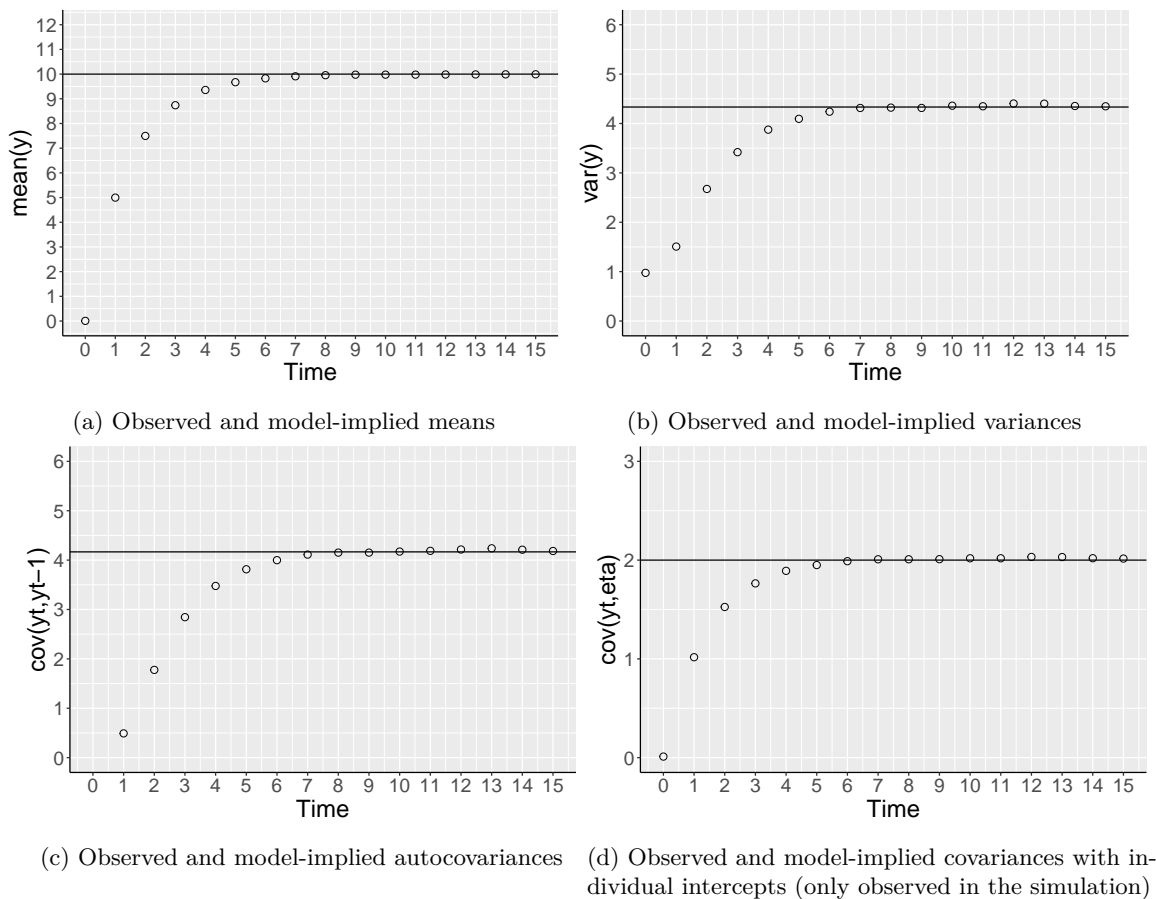 12
11
10
9
8
7
6
5
4
3
2
1
0
mean(y)
0 1 2 3 4 5 6 7 8 9 10 11 12 13 14 15
Time
(a) Observed and model-implied means
6
5
4
3
2
1
0
var(y)
0 1 2 3 4 5 6 7 8 9 10 11 12 13 14 15
Time
(b) Observed and model-implied variances
6
5
4
3
2
1
0
cov(yt,yt−1)
0 1 2 3 4 5 6 7 8 9 10 11 12 13 14 15
Time
(c) Observed and model-implied autocovariances
3
2
1
0
cov(yt,eta)
0 1 2 3 4 5 6 7 8 9 10 11 12 13 14 15
Time
(d) Observed and model-implied covariances with in-
dividual intercepts (only observed in the simulation)